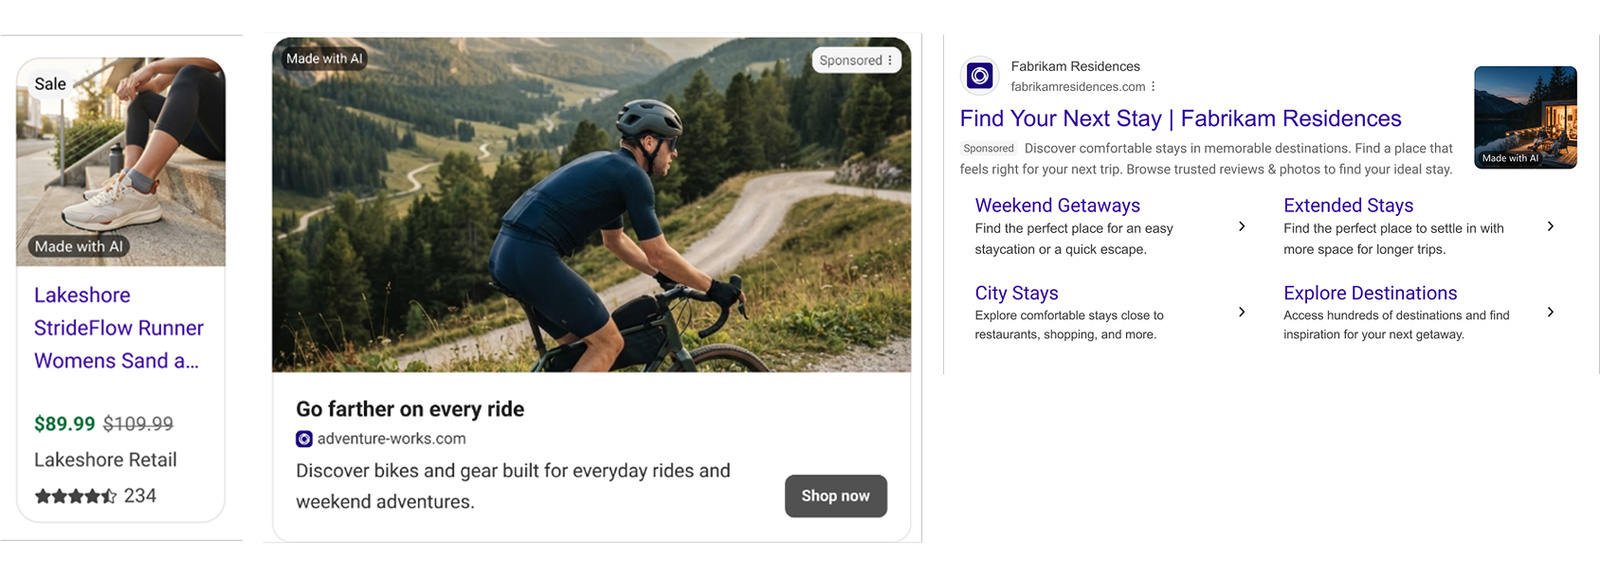 Sale
Made with AI
Lakeshore
StrideFlow Runner
Womens Sand a...
$89.99 $109.99
Lakeshore Retail
234
Made with AI
Sponsored
Go farther on every ride
adventure-works.com
Discover bikes and gear built for everyday rides and
weekend adventures.
Shop now
Fabrikam Residences
fabrikamresidences.com
Find Your Next Stay | Fabrikam Residences
Sponsored Discover comfortable stays in memorable destinations. Find a place that
feels right for your next trip. Browse trusted reviews & photos to find your ideal stay.
Made with AI
Weekend Getaways
Find the perfect place for an easy
staycation or a quick escape.
Extended Stays
Find the perfect place to settle in with
more space for longer trips.
City Stays
Explore comfortable stays close to
restaurants, shopping, and more.
Explore Destinations
Access hundreds of destinations and find
inspiration for your next getaway.